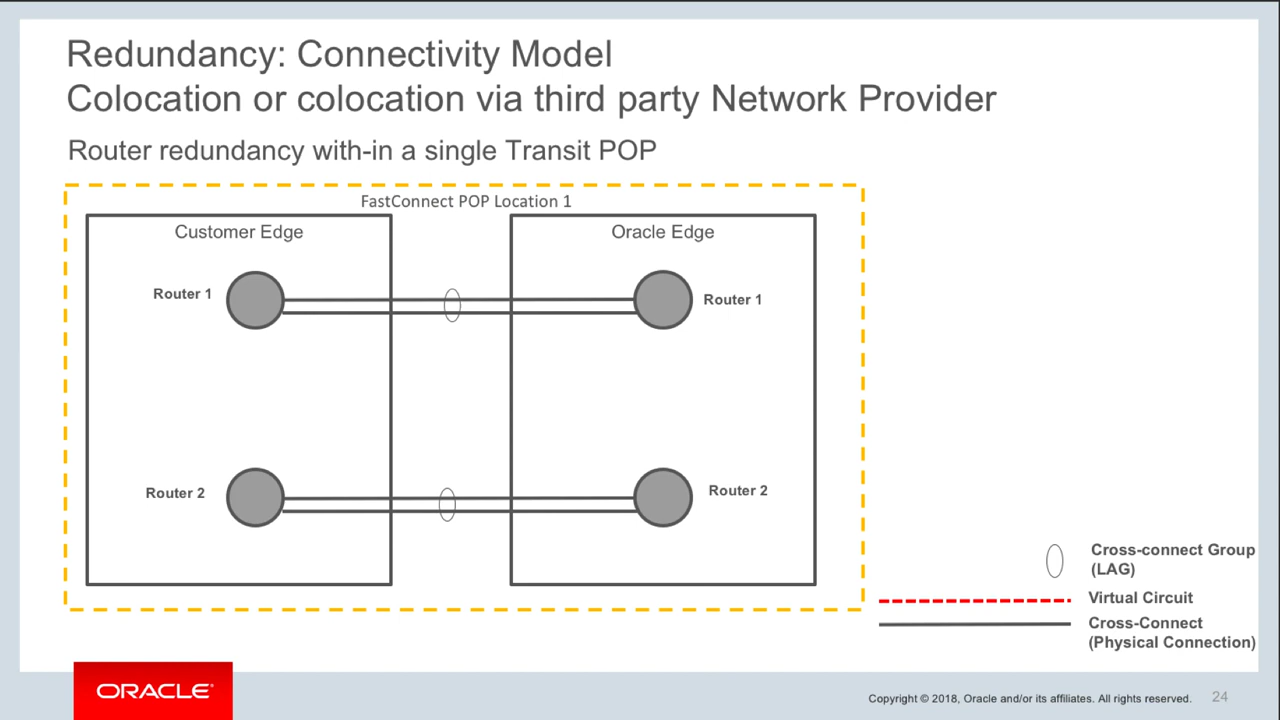 Redundancy: Connectivity Model
Colocation or colocation via third party Network Provider
Router redundancy with-in a single Transit POP
FastConnect POP Location 1
Customer Edge
Oracle Edge
Router 1
Router 1
Router 2
Router 2
Cross-connect Group
(LAG)
Virtual Circuit
Cross-Connect
(Physical Connection)
ORACLE®
Copyright © 2018, Oracle and/or its affiliates. All rights reserved.
24